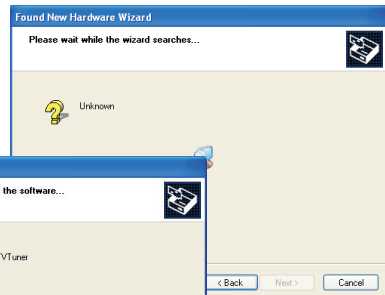 Found New Hardware Wizard
Please wait while the wizard searches...
Unknown
the software...
VTuner
< Back
Next >
Cancel